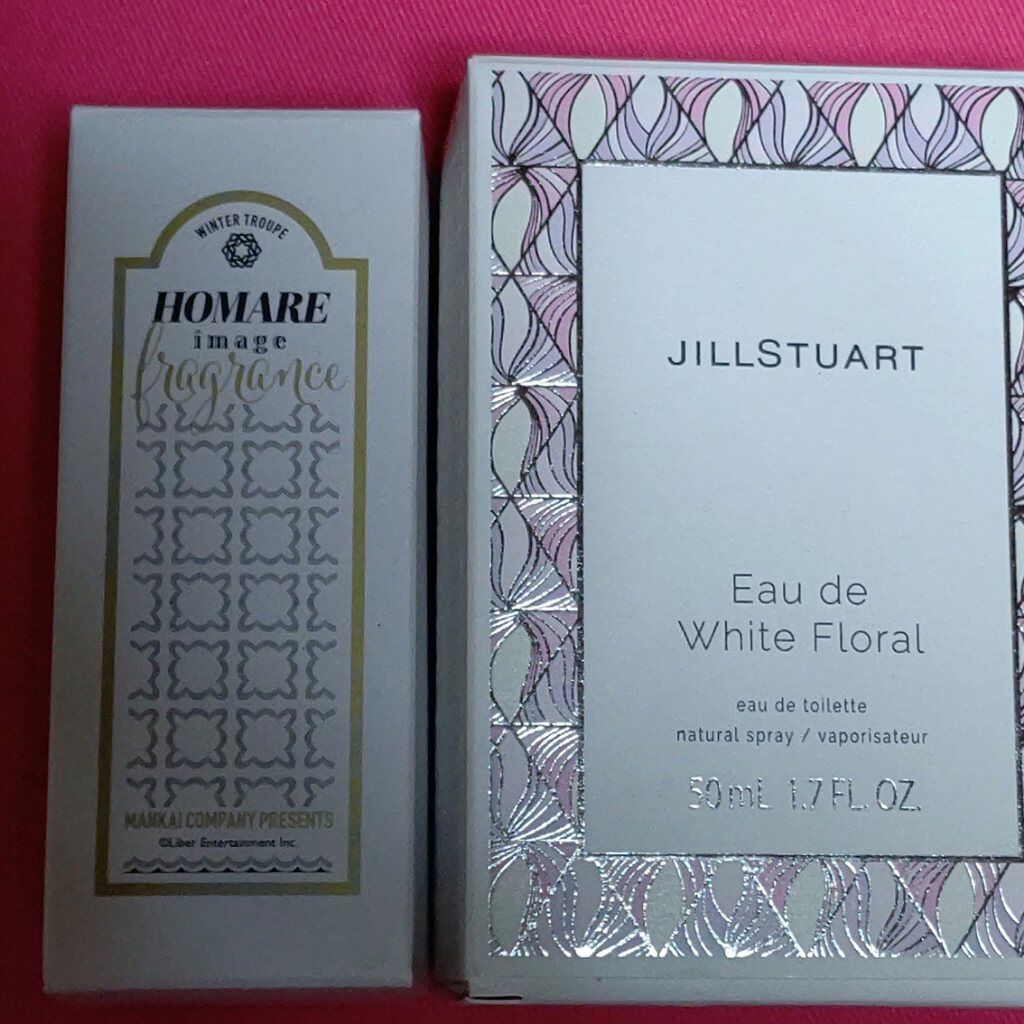 WINTER TROUPE
HOMARE
image
fragrance
MANKAI COMPANY PRESENTS
©Liber Entertainment Inc.
JILLSTUART
Eau de
White Floral
eau de toilette
natural spray / vaporisateur
50mL 1.7 FL. OZ.